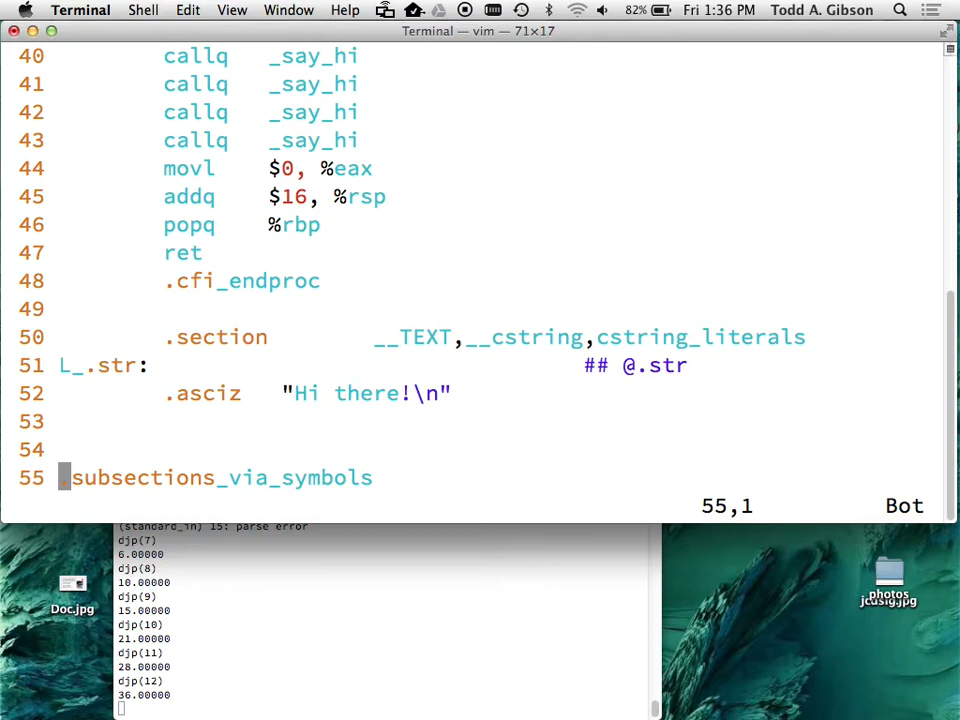 Terminal Shell Edit View Window Help 82% Fri 1:36 PM Todd A. Gibson
Terminal — vim — 71×17
40 callq _say_hi
41 callq _say_hi
42 callq _say_hi
43 callq _say_hi
44 movl $0, %eax
45 addq $16, %rsp
46 popq %rbp
47 ret
48 .cfi_endproc
49
50 .section __TEXT,__cstring,cstring_literals
51 L_.str: ## @.str
52 .asciz "Hi there!\n"
53
54
55 .subsections_via_symbols
55,1 Bot
(standard_in) 15: parse error
djp(7)
6.00000
djp(8)
10.00000
djp(9)
15.00000
djp(10)
21.00000
djp(11)
28.00000
djp(12)
36.00000
Doc.jpg
photos